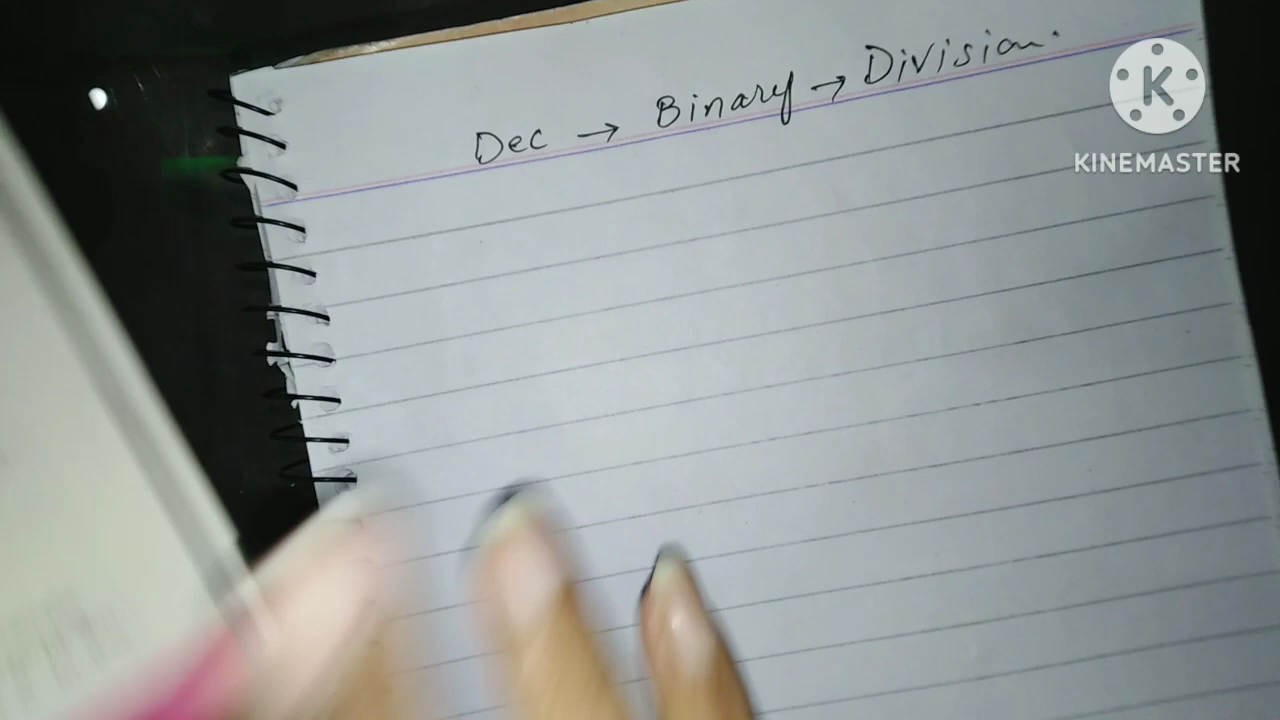 Dec → Binary → Division.
K
KINEMASTER